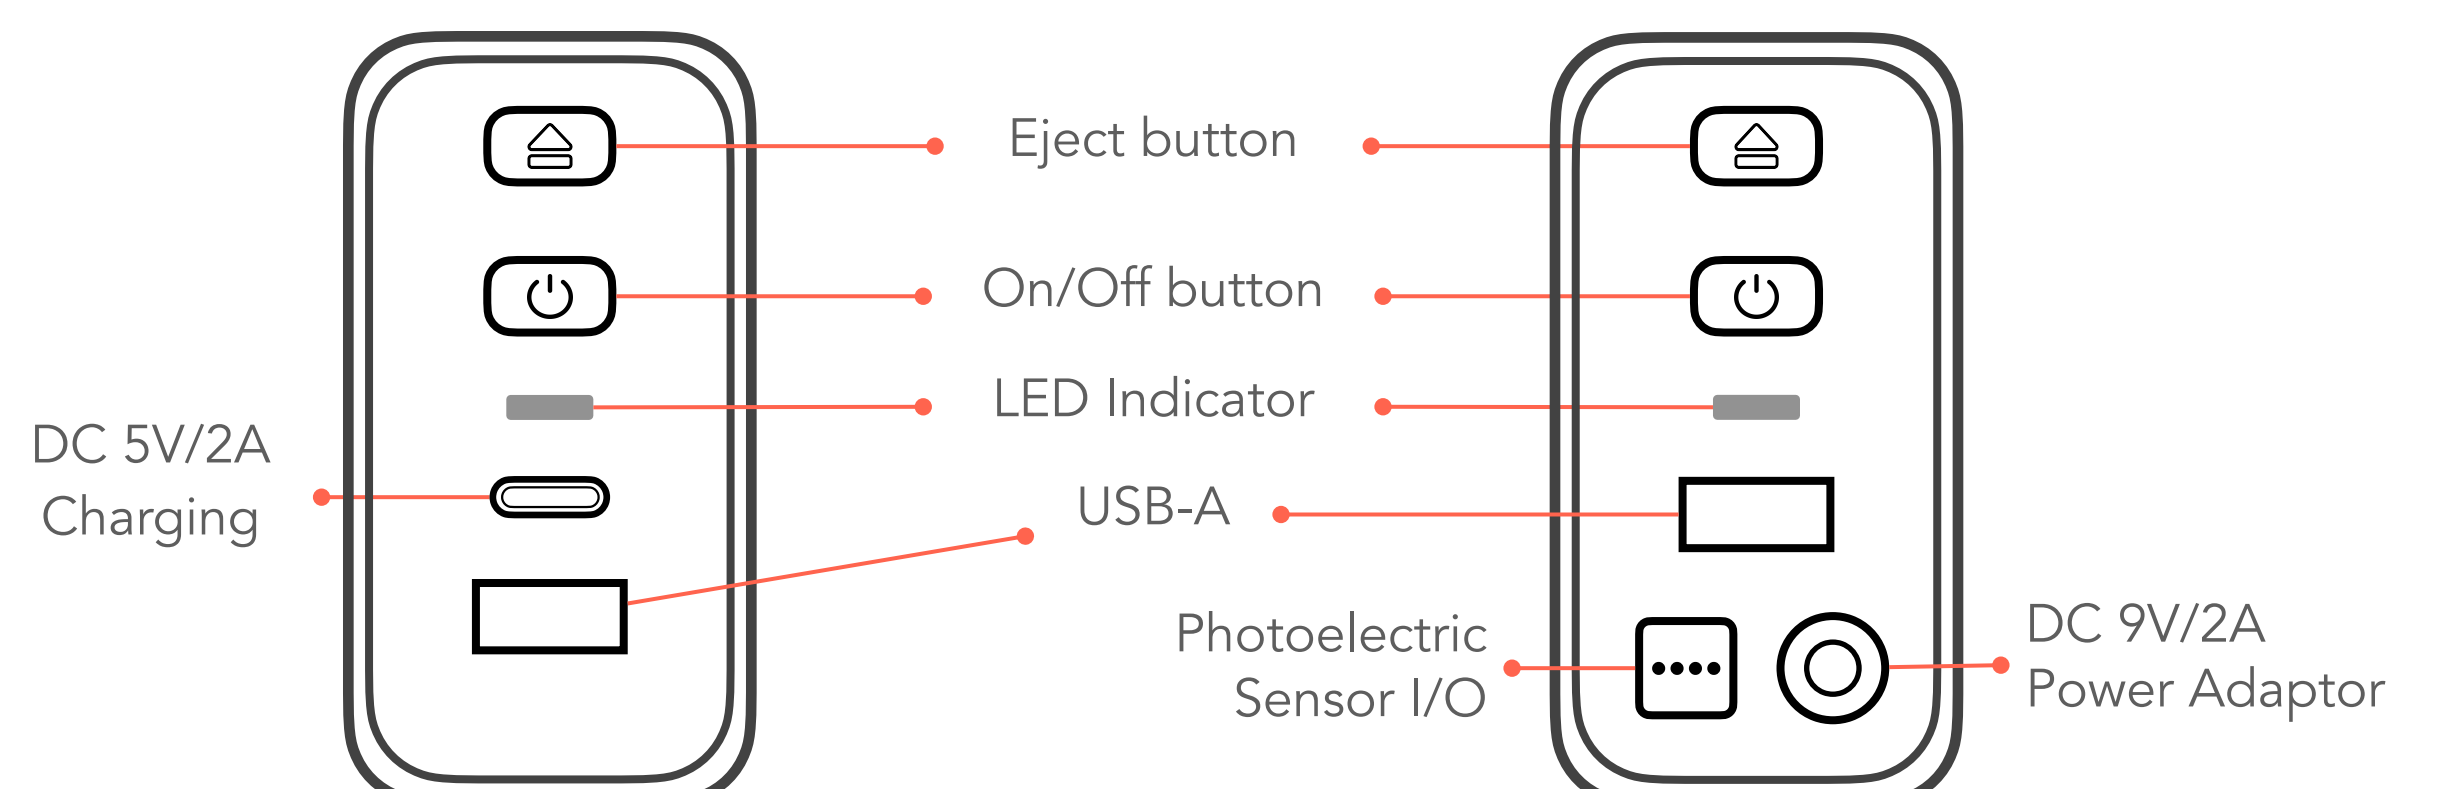 Eject button
On/Off button
LED Indicator
DC 5V/2A
Charging
USB-A
Photoelectric
Sensor I/O
DC 9V/2A
Power Adaptor